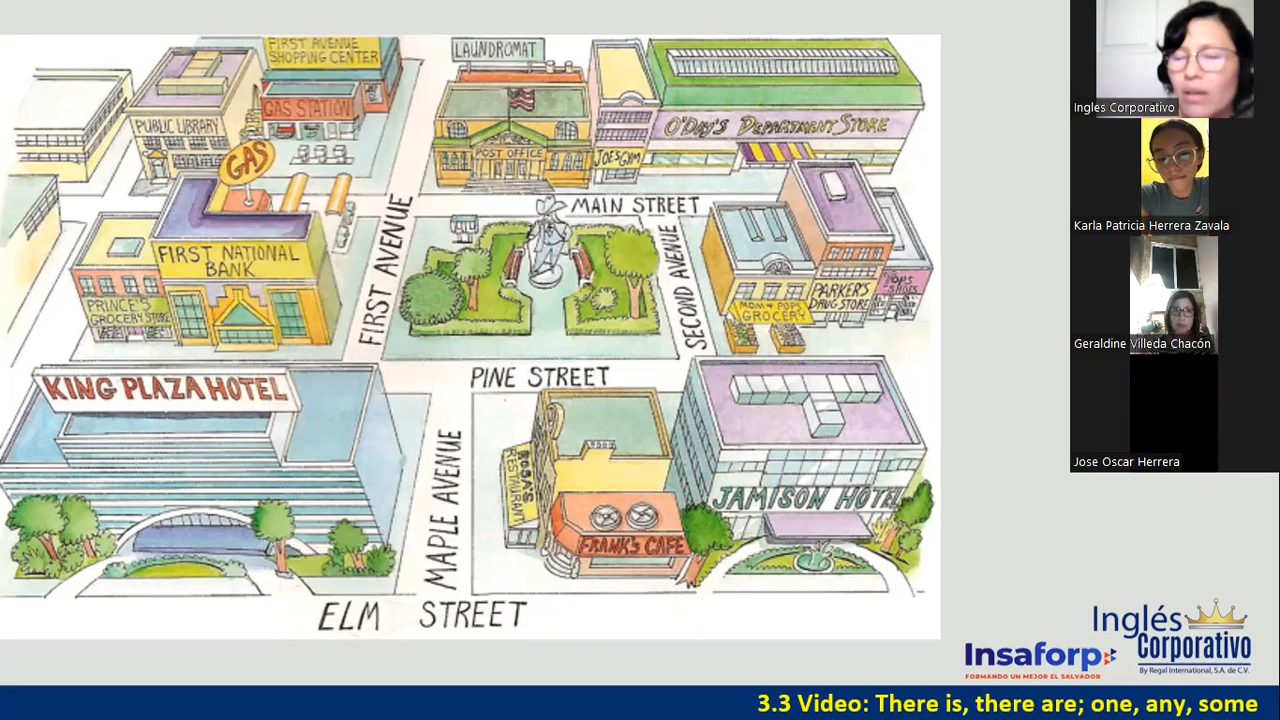 FIRST AVENUE
SHOPPING CENTER
LAUNDROMAT
GAS STATION
PUBLIC LIBRARY
GAS
POST OFFICE
JOE'S GYM
O'DAY'S DEPARTMENT STORE
MAIN STREET
FIRST AVENUE
SECOND AVENUE
FIRST NATIONAL
BANK
PRINCE'S
GROCERY STORE
MOM & POPS
GROCERY
PARKER'S
DRUG STORE
POPS
KING PLAZA HOTEL
PINE STREET
MAPLE AVENUE
ROSA'S
RESTAURANT
FRANK'S CAFE
JAMISON HOTEL
ELM STREET
Ingles Corporativo
Karla Patricia Herrera Zavala
Geraldine Villeda Chacón
Jose Oscar Herrera
Insaforp
FORMANDO UN MEJOR EL SALVADOR
Inglés
Corporativo
By Regal International, S.A. de C.V.
3.3 Video: There is, there are; one, any, some